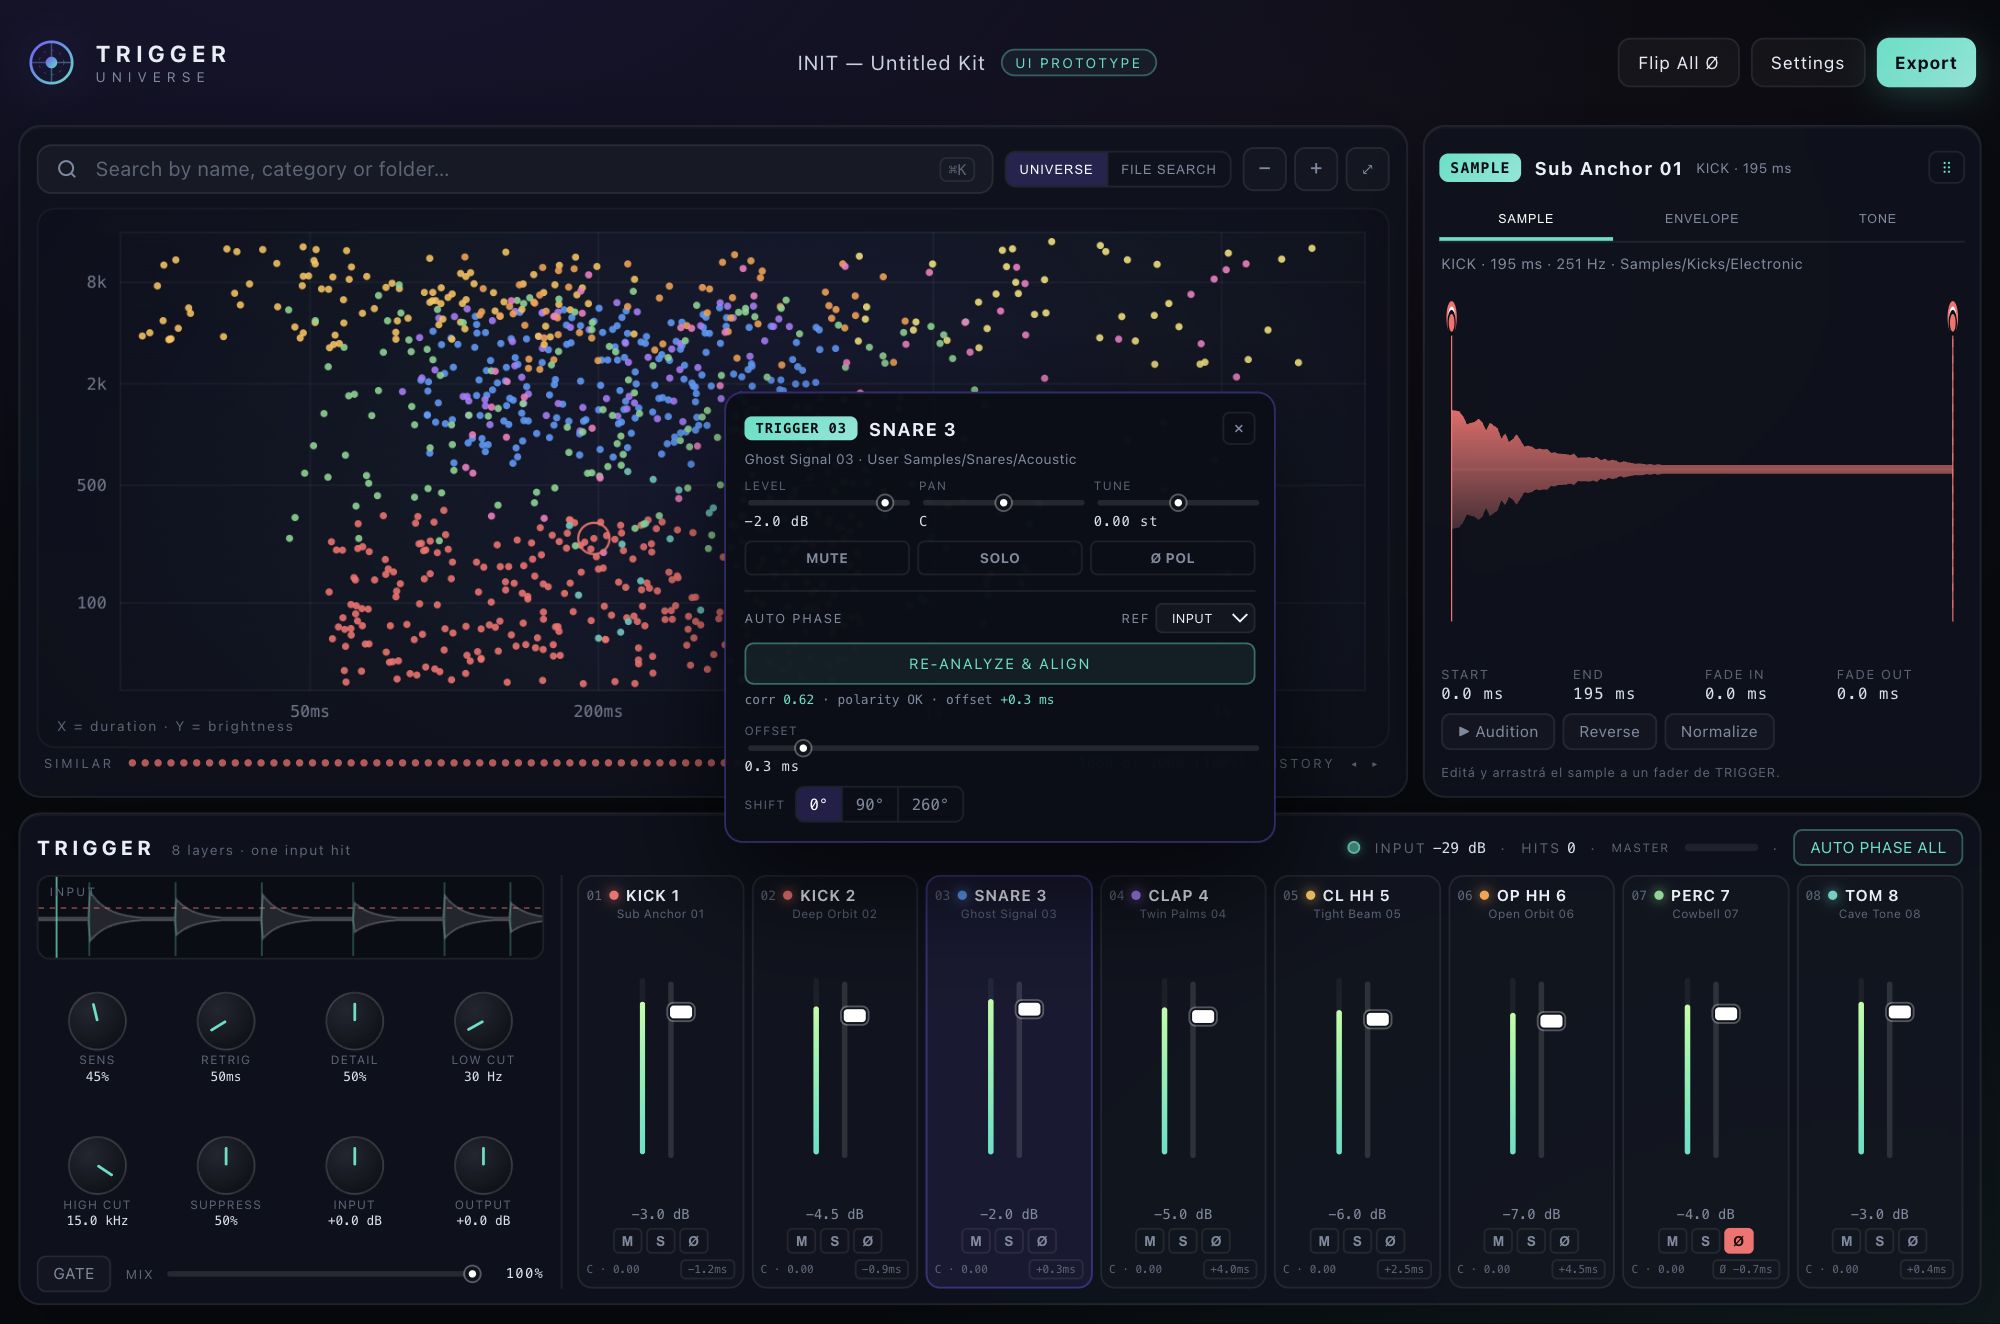 TRIGGER
UNIVERSE
INIT — Untitled Kit
UI PROTOTYPE
Flip All Ø
Settings
Export
Search by name, category or folder...
⌘K
UNIVERSE
FILE SEARCH
8k
2k
500
100
50ms
200ms
X = duration · Y = brightness
SIMILAR
STORY
SAMPLE
Sub Anchor 01
KICK · 195 ms
SAMPLE
ENVELOPE
TONE
KICK · 195 ms · 251 Hz · Samples/Kicks/Electronic
START
END
FADE IN
FADE OUT
0.0 ms
195 ms
0.0 ms
0.0 ms
Audition
Reverse
Normalize
Editá y arrastrá el sample a un fader de TRIGGER.
TRIGGER 03
SNARE 3
×
Ghost Signal 03 · User Samples/Snares/Acoustic
LEVEL
PAN
TUNE
−2.0 dB
C
0.00 st
MUTE
SOLO
Ø POL
AUTO PHASE
REF
INPUT
RE-ANALYZE & ALIGN
corr 0.62 · polarity OK · offset +0.3 ms
OFFSET
0.3 ms
SHIFT
0°
90°
260°
TRIGGER
8 layers · one input hit
INPUT −29 dB · HITS 0 · MASTER ·
AUTO PHASE ALL
INPUT
SENS
45%
RETRIG
50ms
DETAIL
50%
LOW CUT
30 Hz
HIGH CUT
15.0 kHz
SUPPRESS
50%
INPUT
+0.0 dB
OUTPUT
+0.0 dB
GATE
MIX
100%
01 KICK 1
Sub Anchor 01
−3.0 dB
M S Ø
C · 0.00
−1.2ms
02 KICK 2
Deep Orbit 02
−4.5 dB
M S Ø
C · 0.00
−0.9ms
03 SNARE 3
Ghost Signal 03
−2.0 dB
M S Ø
C · 0.00
+0.3ms
04 CLAP 4
Twin Palms 04
−5.0 dB
M S Ø
C · 0.00
+4.0ms
05 CL HH 5
Tight Beam 05
−6.0 dB
M S Ø
C · 0.00
+2.5ms
06 OP HH 6
Open Orbit 06
−7.0 dB
M S Ø
C · 0.00
+4.5ms
07 PERC 7
Cowbell 07
−4.0 dB
M S Ø
C · 0.00
Ø −0.7ms
08 TOM 8
Cave Tone 08
−3.0 dB
M S Ø
C · 0.00
+0.4ms